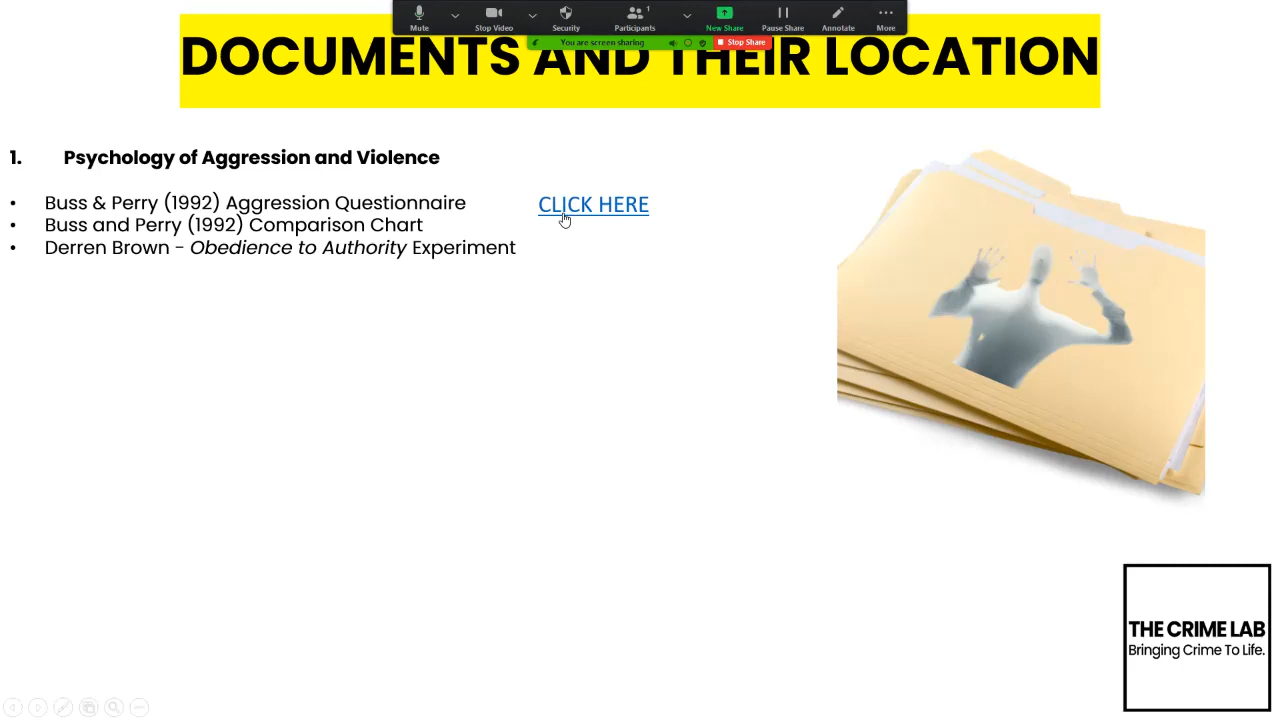 Mute
Stop Video
Security
Participants
1
New Share
Pause Share
Annotate
More
You are screen sharing
Stop Share
DOCUMENTS AND THEIR LOCATION
1. Psychology of Aggression and Violence
• Buss & Perry (1992) Aggression Questionnaire
CLICK HERE
• Buss and Perry (1992) Comparison Chart
• Derren Brown - Obedience to Authority Experiment
THE CRIME LAB
Bringing Crime To Life.